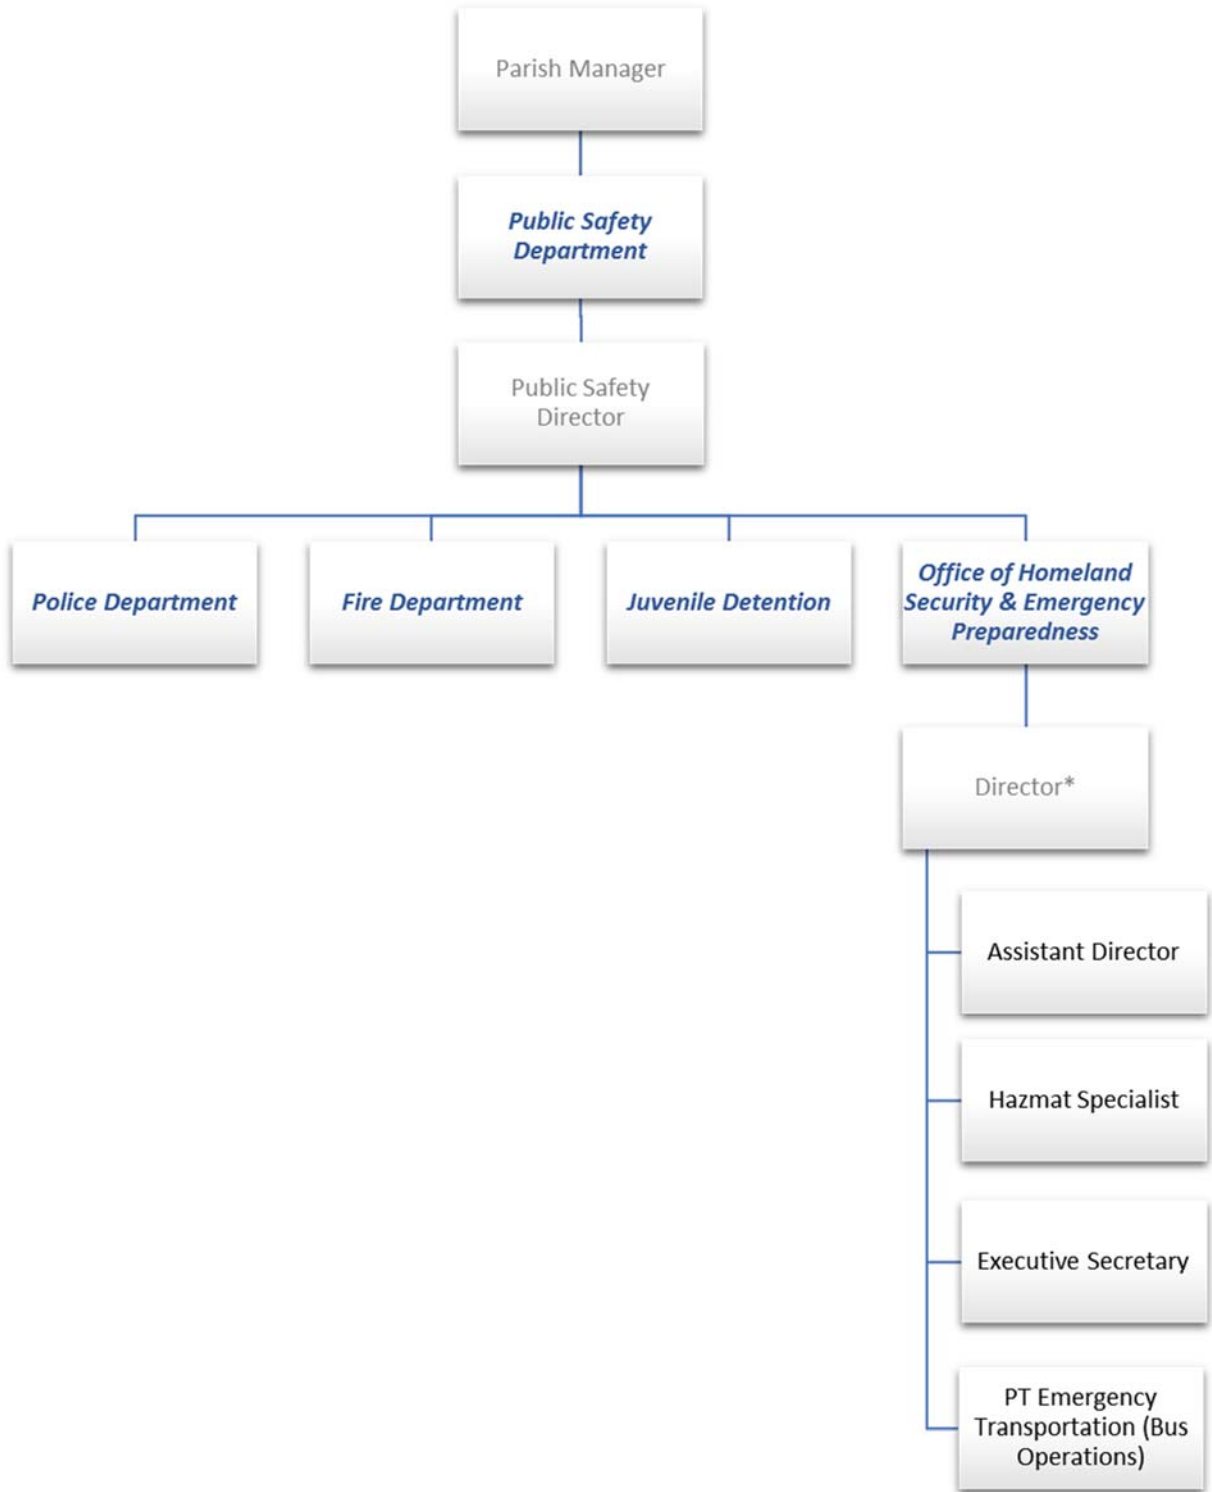 Parish Manager
Public Safety
Department
Public Safety
Director
Police Department
Fire Department
Juvenile Detention
Office of Homeland
Security & Emergency
Preparedness
Director*
Assistant Director
Hazmat Specialist
Executive Secretary
PT Emergency
Transportation (Bus
Operations)